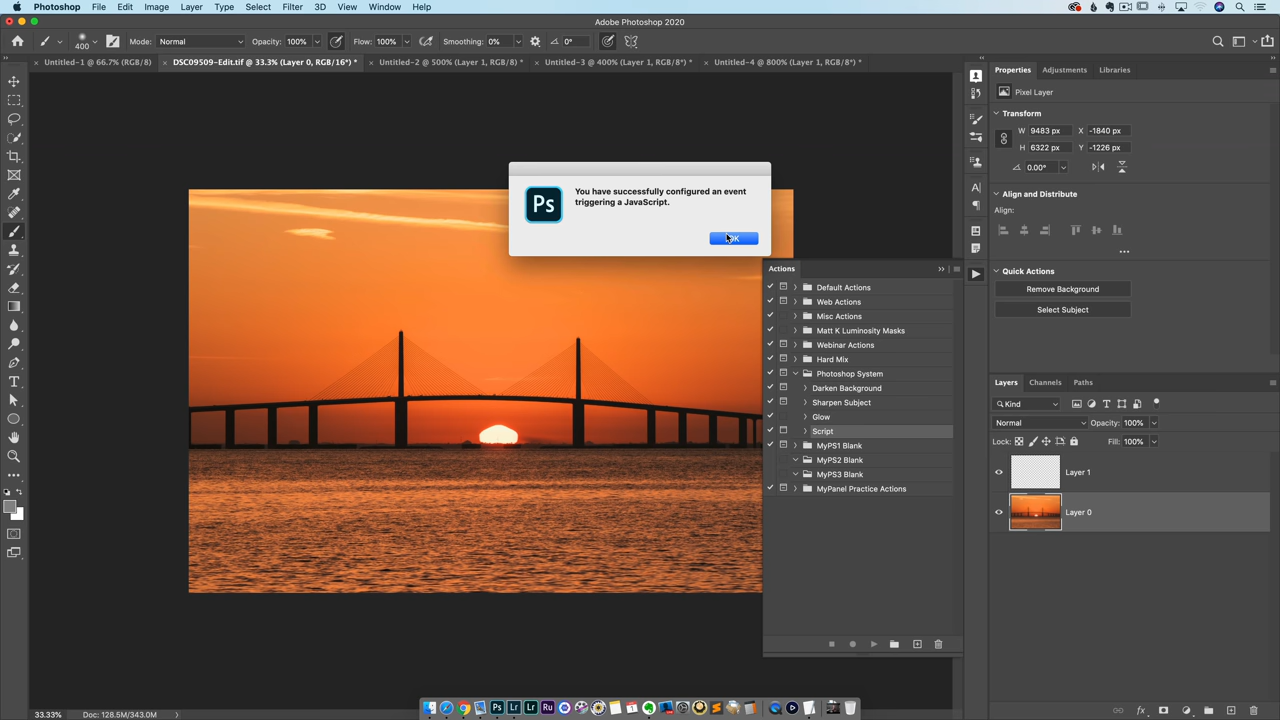 Photoshop File Edit Image Layer Type Select Filter 3D View Window Help
Adobe Photoshop 2020
400 Mode: Normal Opacity: 100% Flow: 100% Smoothing: 0% 0°
Untitled-1 @ 66.7% (RGB/8) DSC09509-Edit.tif @ 33.3% (Layer 0, RGB/16*) * Untitled-2 @ 500% (Layer 1, RGB/8) * Untitled-3 @ 400% (Layer 1, RGB/8*) * Untitled-4 @ 800% (Layer 1, RGB/8*) *
Properties Adjustments Libraries
Pixel Layer
Transform
W 9483 px X -1840 px
H 6322 px Y -1226 px
0.00°
Align and Distribute
Align:
Quick Actions
Remove Background
Select Subject
Ps
You have successfully configured an event
triggering a JavaScript.
OK
Actions
Default Actions
Web Actions
Misc Actions
Matt K Luminosity Masks
Webinar Actions
Hard Mix
Photoshop System
Darken Background
Sharpen Subject
Glow
Script
MyPS1 Blank
MyPS2 Blank
MyPS3 Blank
MyPanel Practice Actions
Layers Channels Paths
Kind
Normal Opacity: 100%
Lock: Fill: 100%
Layer 1
Layer 0
33.33% Doc: 128.5M/343.0M
Ps Lr Lr Ru